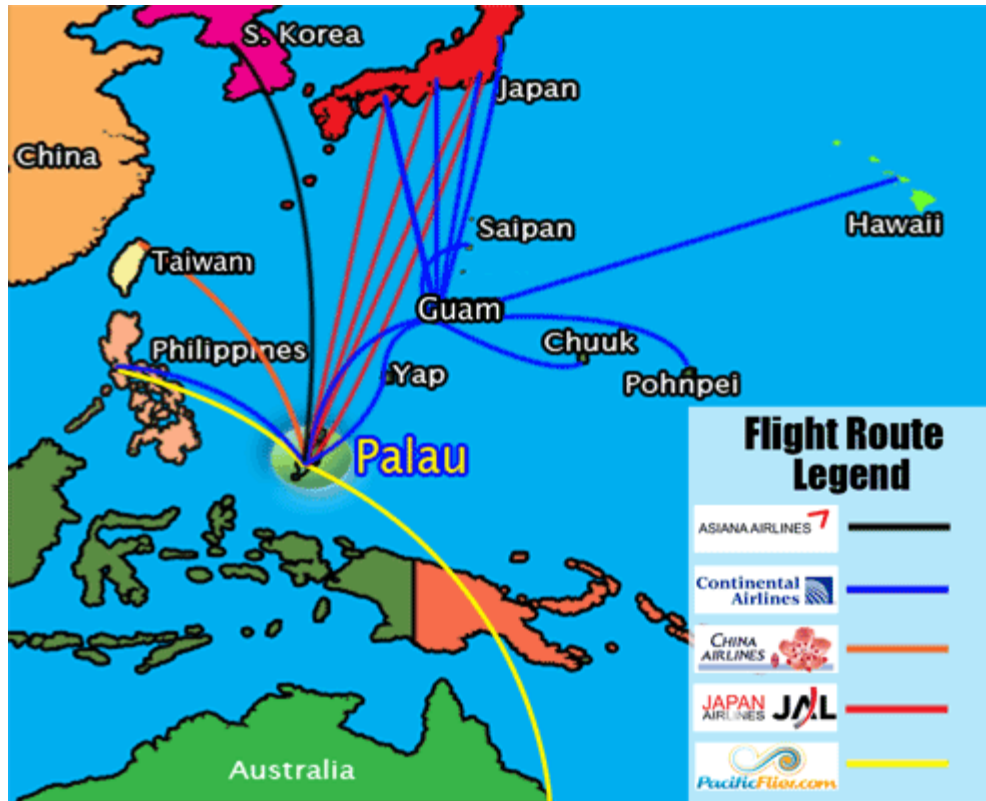 S. Korea
Japan
China
Hawaii
Saipan
Taiwan
Guam
Chuuk
Philippines
Yap
Pohnpei
Palau
Flight Route
Legend
ASIANA AIRLINES
Continental
Airlines
CHINA
AIRLINES
JAPAN
AIRLINES
JAL
PacificFlier.com
Australia